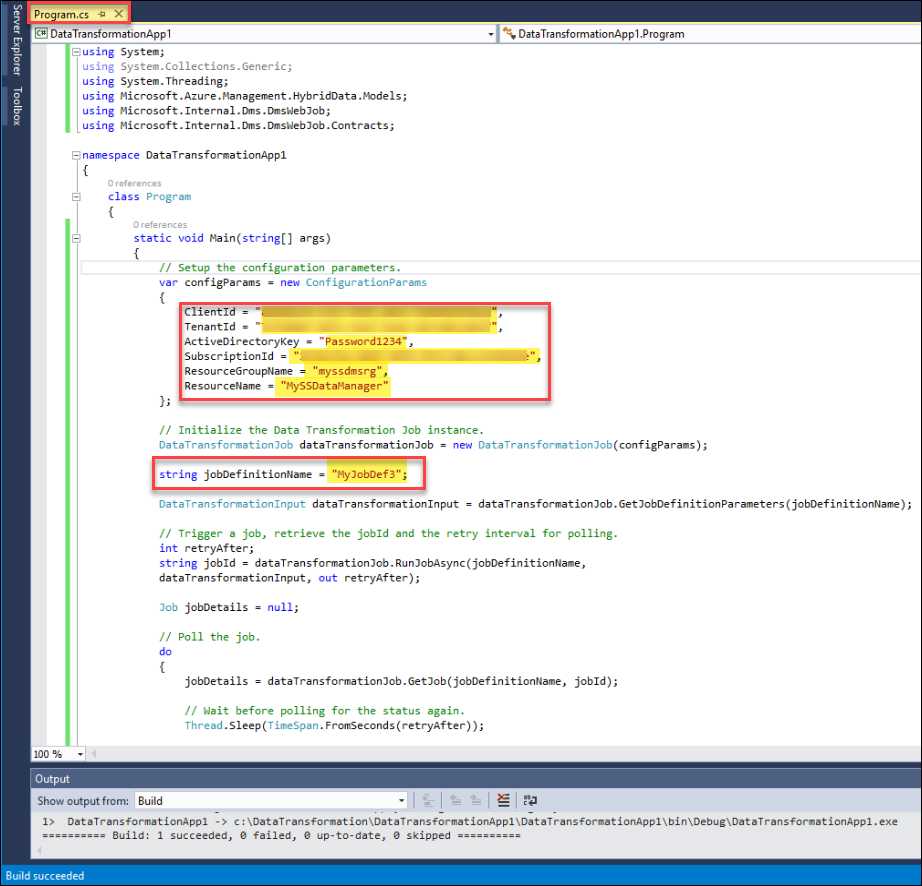 Program.cs
Server Explorer
Toolbox
C# DataTransformationApp1
DataTransformationApp1.Program
using System;
using System.Collections.Generic;
using System.Threading;
using Microsoft.Azure.Management.HybridData.Models;
using Microsoft.Internal.Dms.DmsWebJob;
using Microsoft.Internal.Dms.DmsWebJob.Contracts;
namespace DataTransformationApp1
{
0 references
class Program
{
0 references
static void Main(string[] args)
{
// Setup the configuration parameters.
var configParams = new ConfigurationParams
{
ClientId = "",
TenantId = "",
ActiveDirectoryKey = "Password1234",
SubscriptionId = "",
ResourceGroupName = "myssdmsrg",
ResourceName = "MySSDataManager"
};
// Initialize the Data Transformation Job instance.
DataTransformationJob dataTransformationJob = new DataTransformationJob(configParams);
string jobDefinitionName = "MyJobDef3";
DataTransformationInput dataTransformationInput = dataTransformationJob.GetJobDefinitionParameters(jobDefinitionName);
// Trigger a job, retrieve the jobId and the retry interval for polling.
int retryAfter;
string jobId = dataTransformationJob.RunJobAsync(jobDefinitionName,
dataTransformationInput, out retryAfter);
Job jobDetails = null;
// Poll the job.
do
{
jobDetails = dataTransformationJob.GetJob(jobDefinitionName, jobId);
// Wait before polling for the status again.
Thread.Sleep(TimeSpan.FromSeconds(retryAfter));
100 %
Output
Show output from: Build
1> DataTransformationApp1 -> c:\DataTransformation\DataTransformationApp1\DataTransformationApp1\bin\Debug\DataTransformationApp1.exe
========== Build: 1 succeeded, 0 failed, 0 up-to-date, 0 skipped ==========
Build succeeded